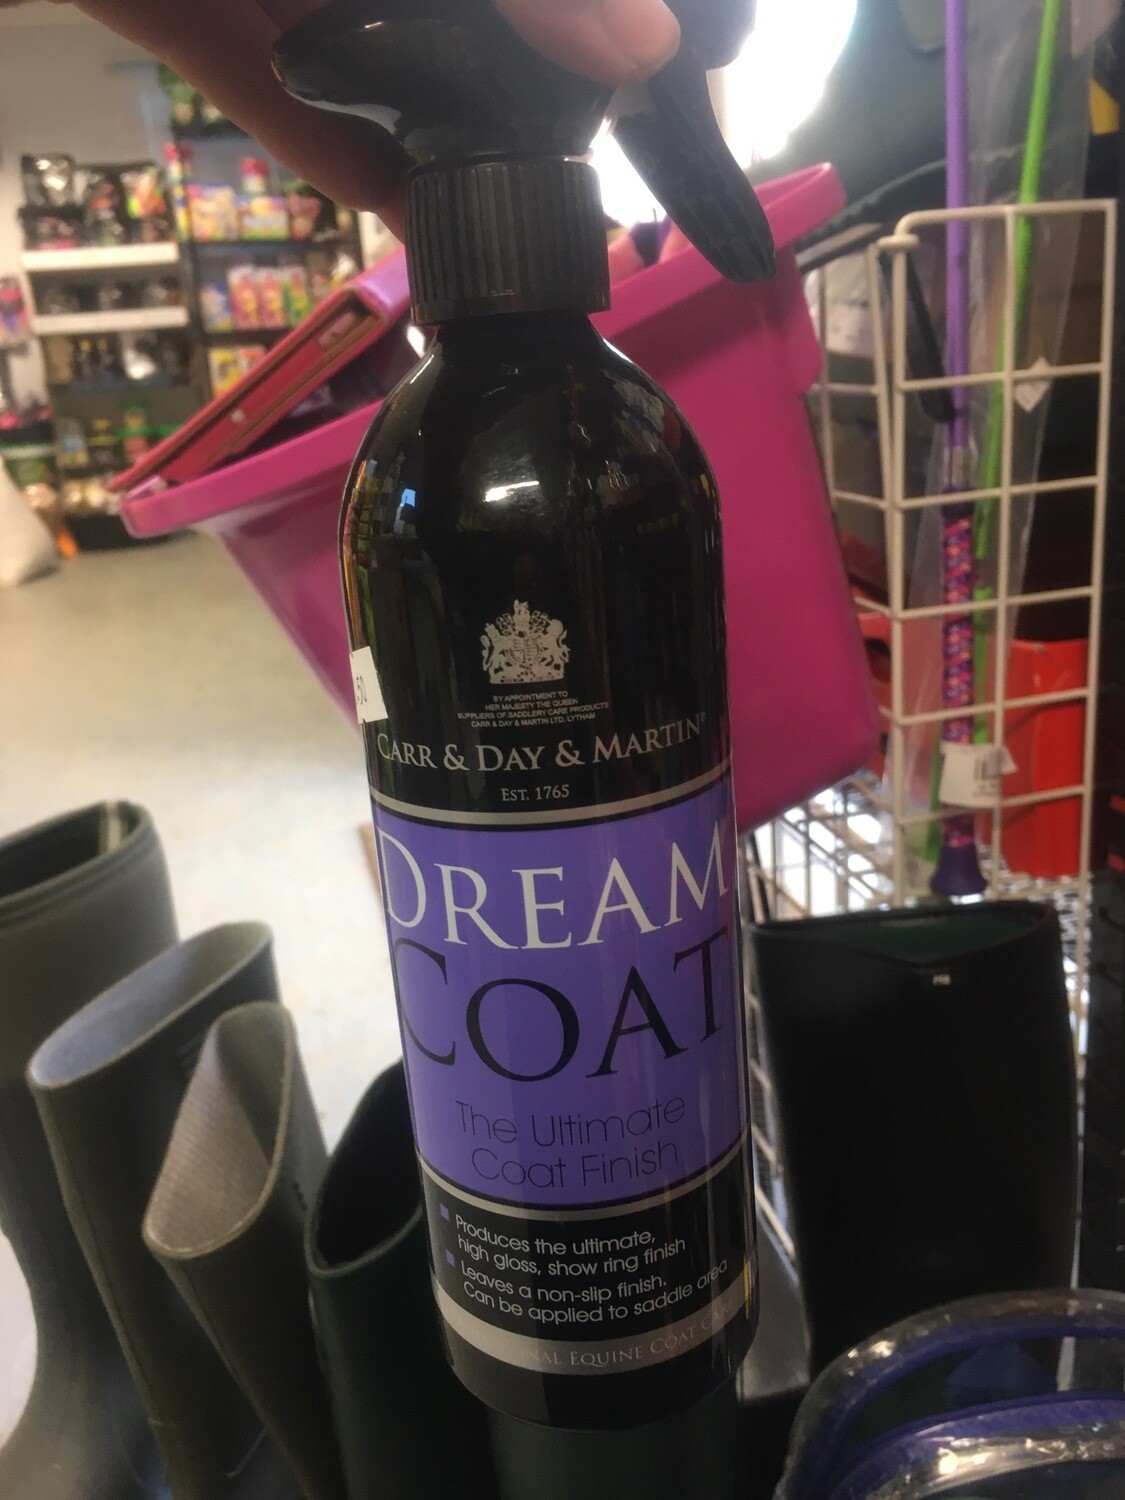 BY APPOINTMENT TO
HER MAJESTY THE QUEEN
SUPPLIERS OF SADDLERY CARE PRODUCTS
CARR & DAY & MARTIN LTD, LYTHAM
CARR & DAY & MARTIN®
EST. 1765
DREAM
COAT
The Ultimate
Coat Finish
Produces the ultimate,
high gloss, show ring finish
Leaves a non-slip finish.
Can be applied to saddle area
EQUINE COAT
50